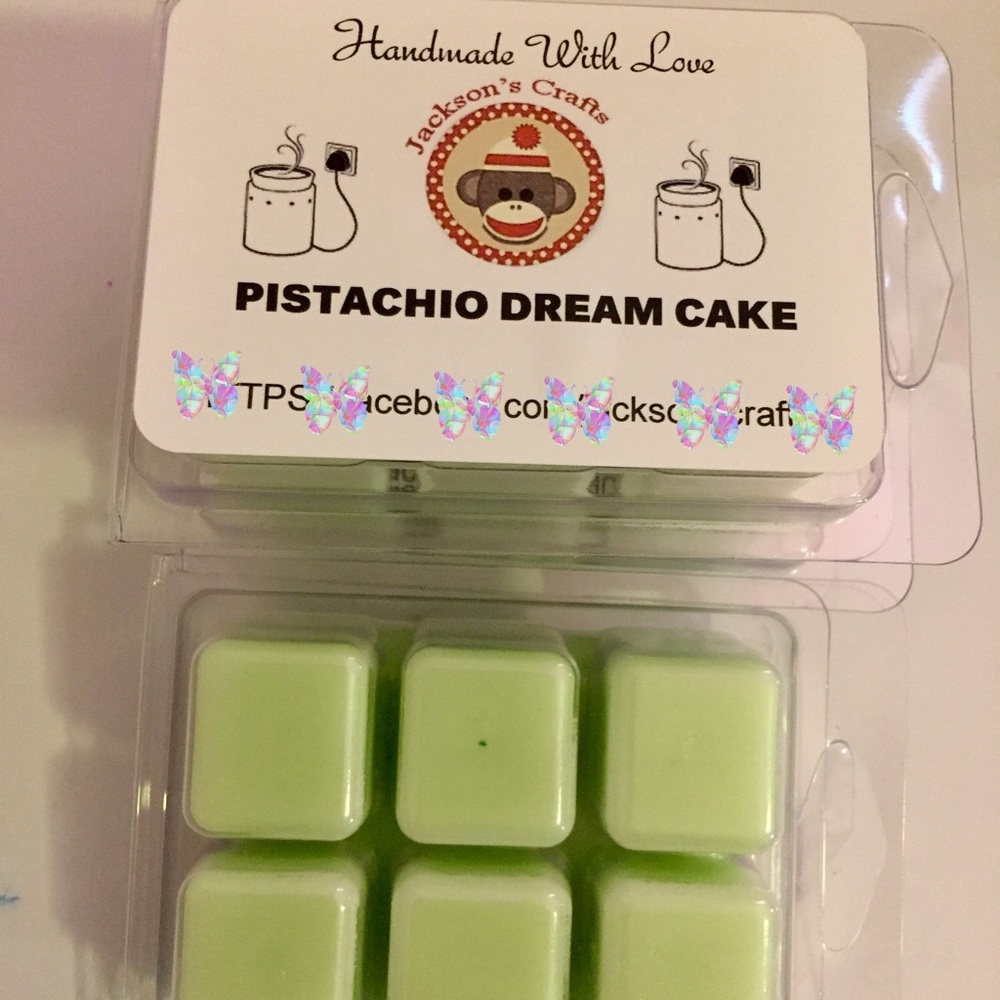 Handmade With Love
Jackson's Crafts
PISTACHIO DREAM CAKE